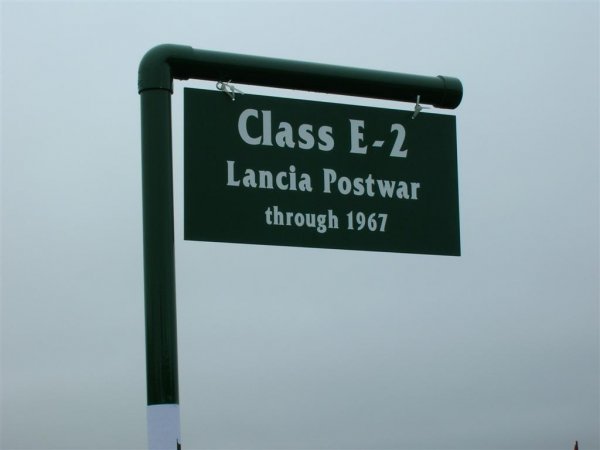 Class E-2
Lancia Postwar
through 1967